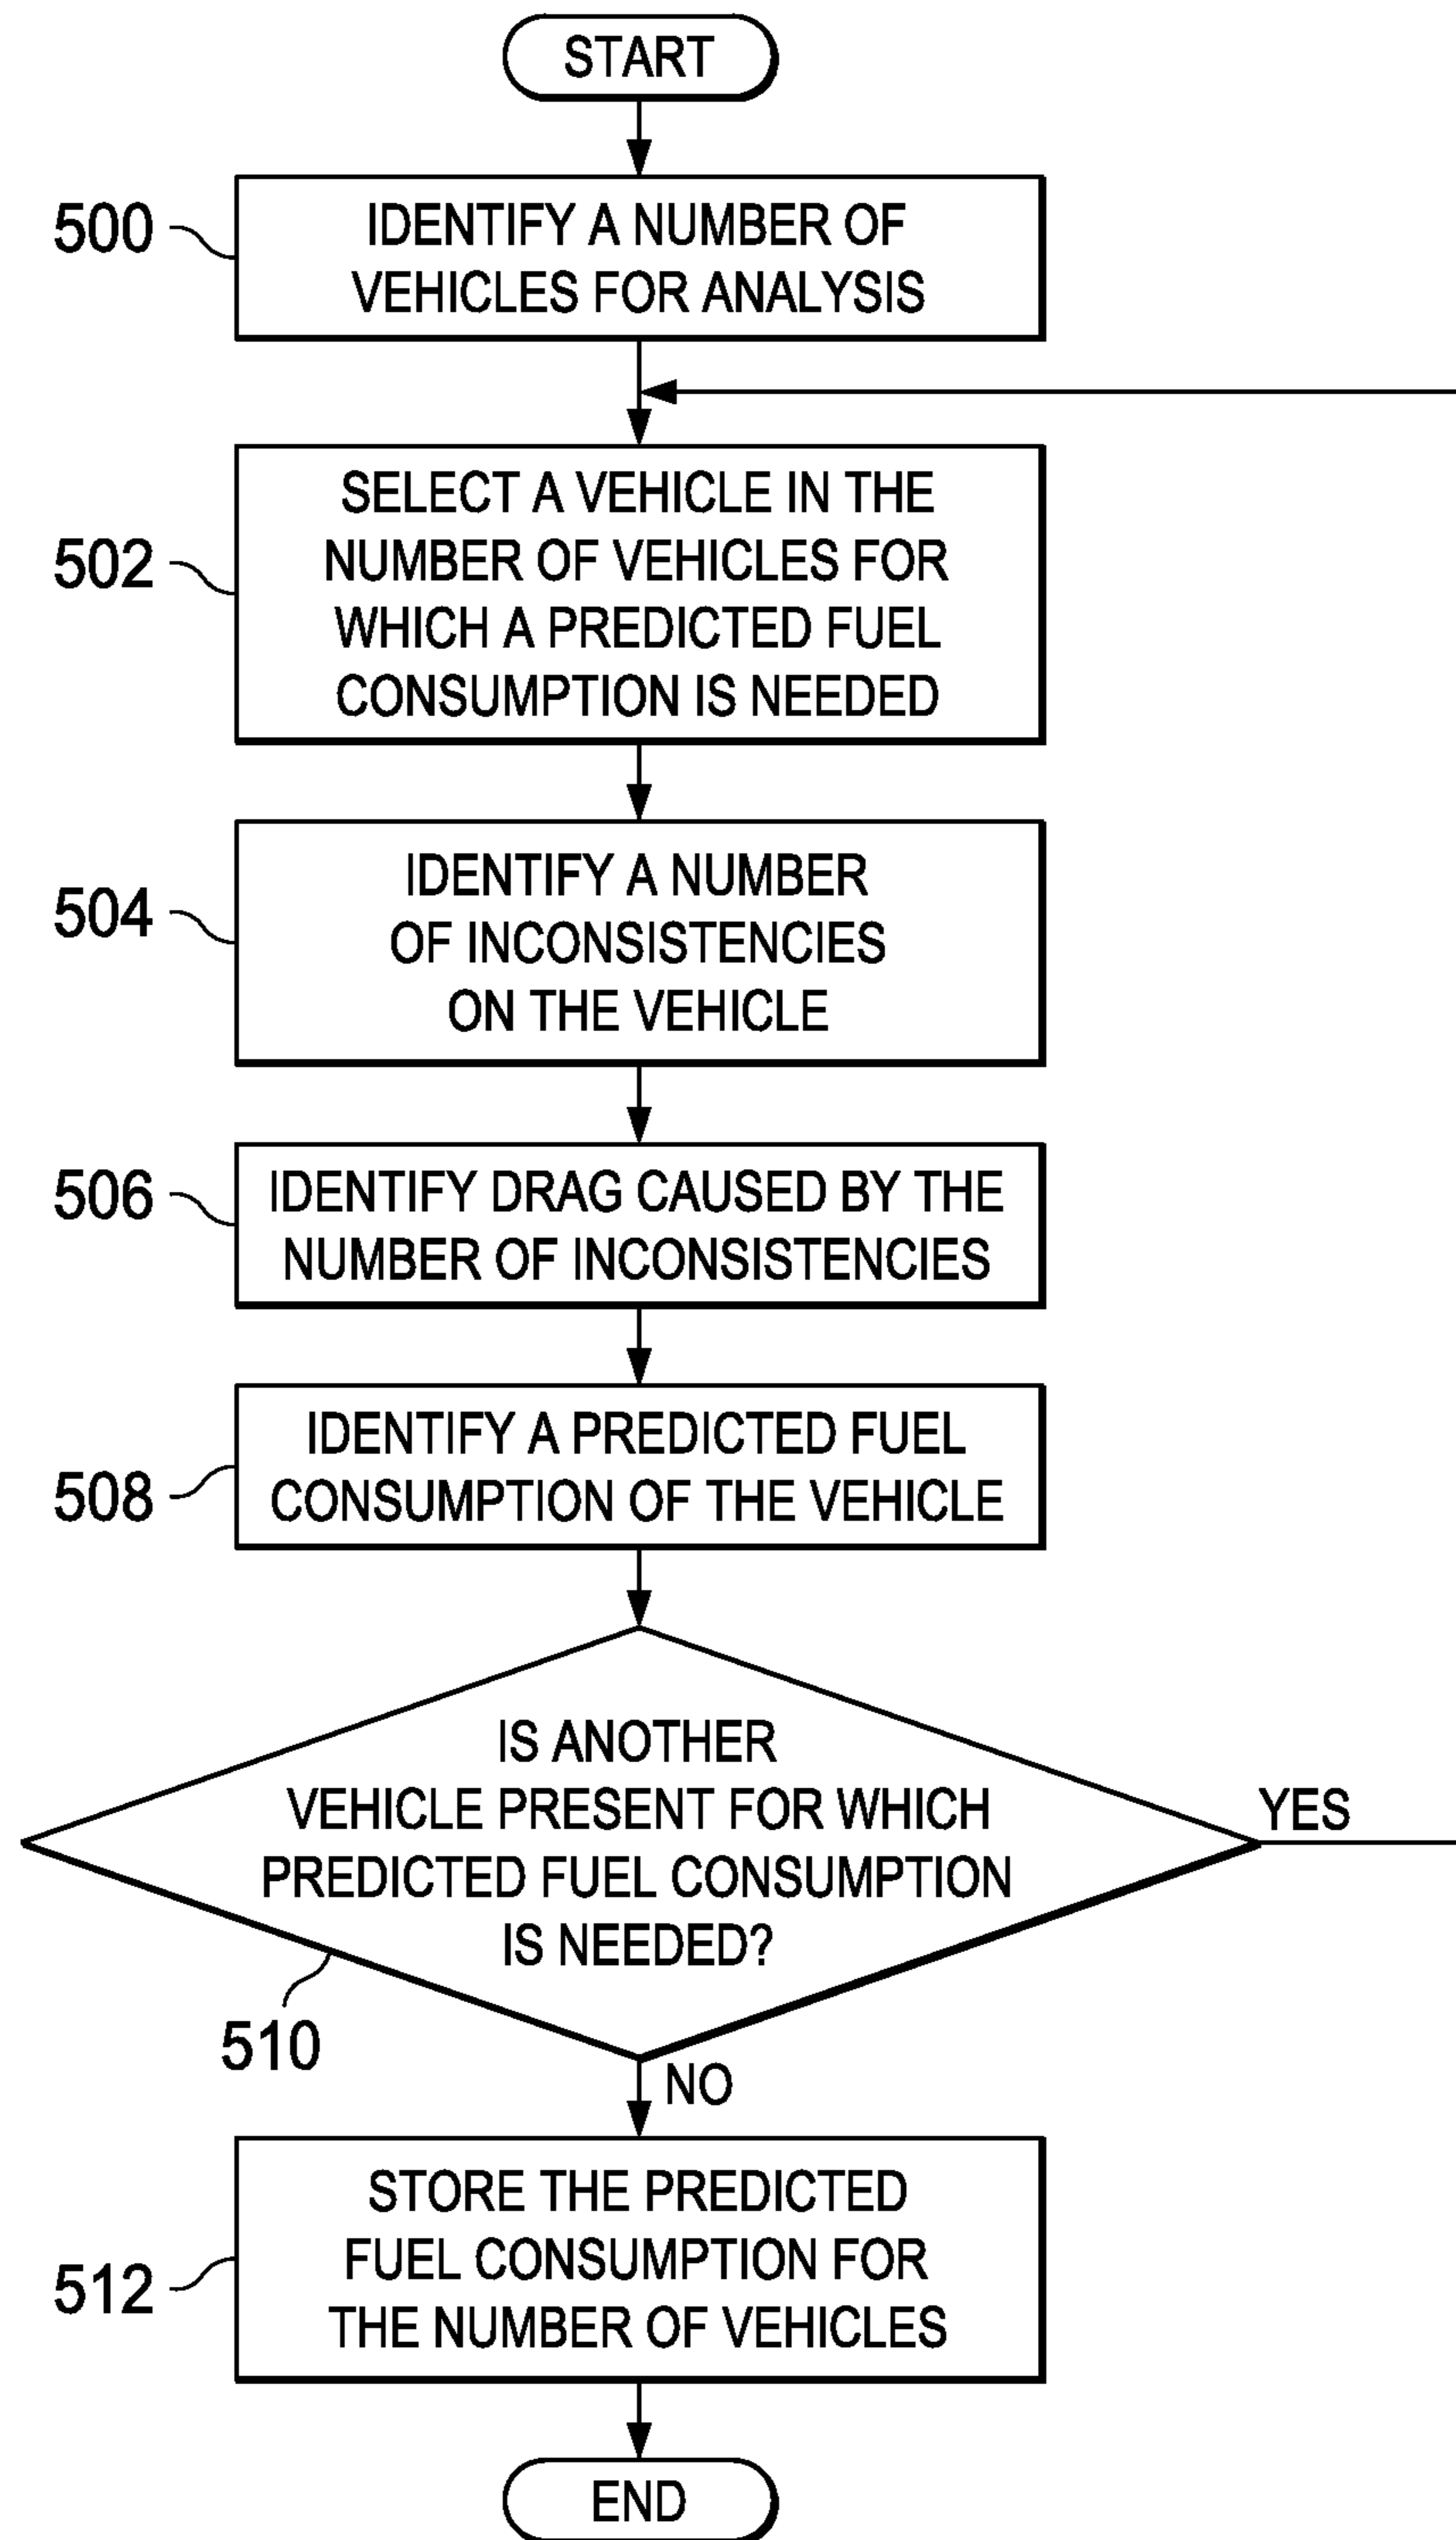 START
500
IDENTIFY A NUMBER OF
VEHICLES FOR ANALYSIS
502
SELECT A VEHICLE IN THE
NUMBER OF VEHICLES FOR
WHICH A PREDICTED FUEL
CONSUMPTION IS NEEDED
504
IDENTIFY A NUMBER
OF INCONSISTENCIES
ON THE VEHICLE
506
IDENTIFY DRAG CAUSED BY THE
NUMBER OF INCONSISTENCIES
508
IDENTIFY A PREDICTED FUEL
CONSUMPTION OF THE VEHICLE
IS ANOTHER
VEHICLE PRESENT FOR WHICH
PREDICTED FUEL CONSUMPTION
IS NEEDED?
YES
510
NO
512
STORE THE PREDICTED
FUEL CONSUMPTION FOR
THE NUMBER OF VEHICLES
END